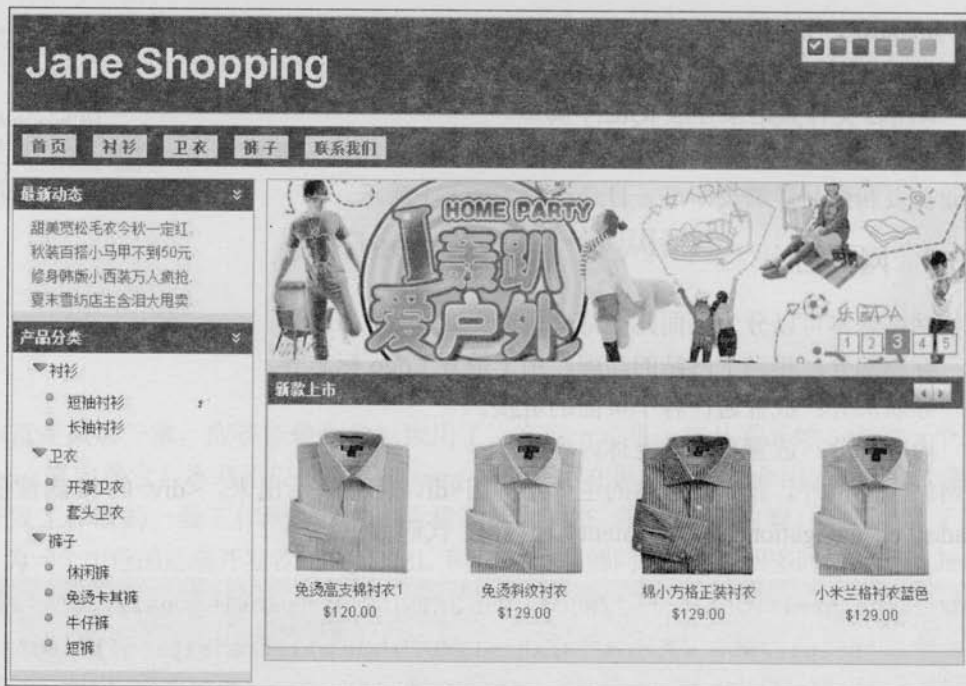 Jane Shopping
首页 衬衫 卫衣 裤子 联系我们
最新动态
甜美宽松毛衣今秋一定红.
秋装百搭小马甲不到50元
修身韩版小西装万人疯抢.
夏末雪纺店主含泪大甩卖.
产品分类
衬衫
短袖衬衫
长袖衬衫
卫衣
开襟卫衣
套头卫衣
裤子
休闲裤
免烫卡其裤
牛仔裤
短裤
HOME PARTY
I 轰趴
爱户外
乐园PA
1 2 3 4 5
新款上市
免烫高支棉衬衣1
$120.00
免烫斜纹衬衣
$129.00
棉小方格正装衬衣
$129.00
小米兰格衬衣蓝色
$129.00